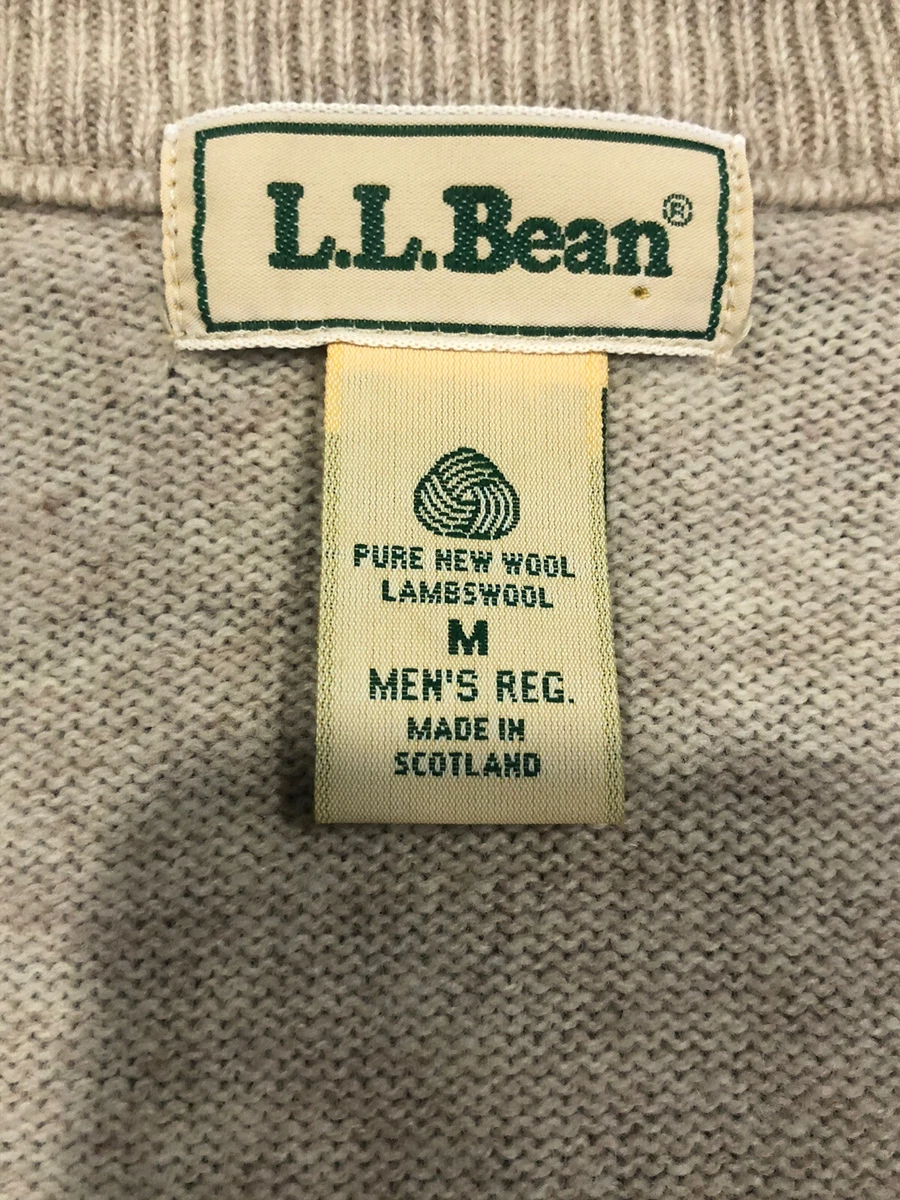 L.L.Bean®
PURE NEW WOOL
LAMBSWOOL
M
MEN'S REG.
MADE IN
SCOTLAND